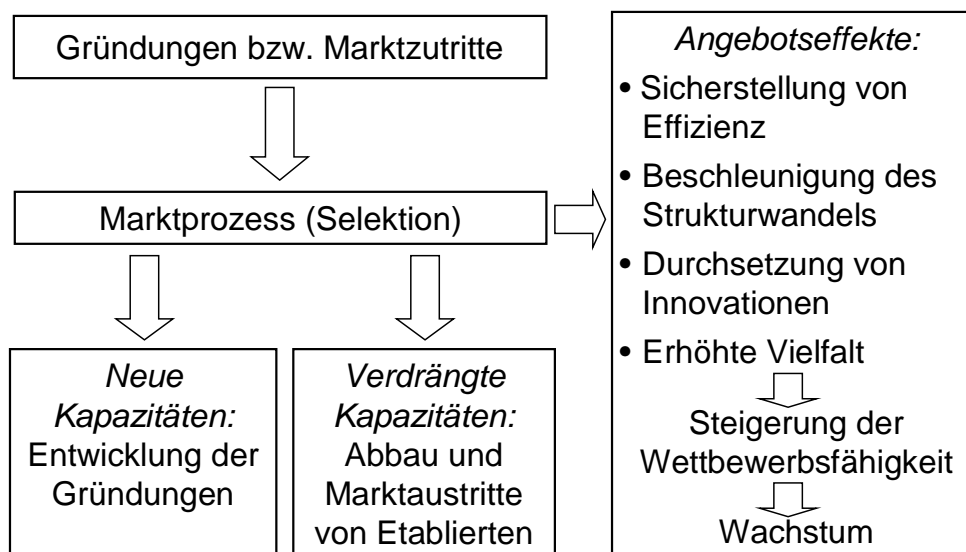 Gründungen bzw. Marktzutritte
Marktprozess (Selektion)
Neue
Kapazitäten:
Entwicklung der
Gründungen
Verdrängte
Kapazitäten:
Abbau und
Marktaustritte
von Etablierten
Angebotseffekte:
• Sicherstellung von
Effizienz
• Beschleunigung des
Strukturwandels
• Durchsetzung von
Innovationen
• Erhöhte Vielfalt
Steigerung der
Wettbewerbsfähigkeit
Wachstum